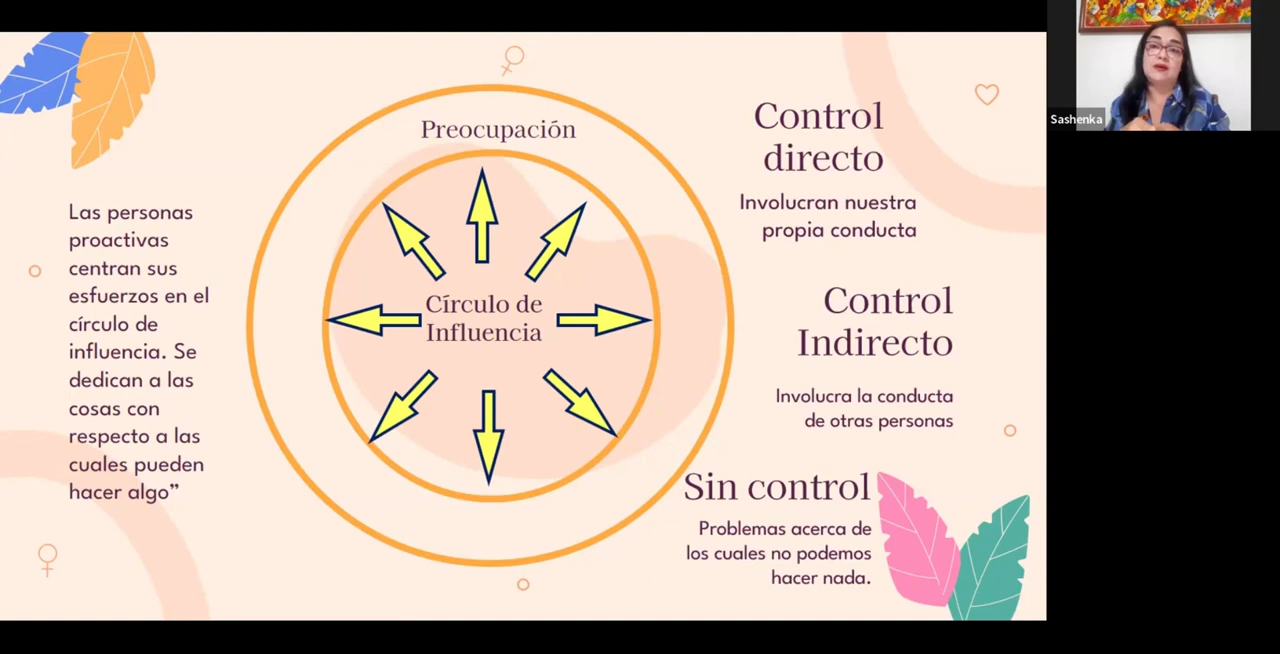 Las personas
proactivas
centran sus
esfuerzos en el
círculo de
influencia. Se
dedican a las
cosas con
respecto a las
cuales pueden
hacer algo”
Preocupación
Círculo de
Influencia
Control
directo
Involucran nuestra
propia conducta
Control
Indirecto
Involucra la conducta
de otras personas
Sin control
Problemas acerca de
los cuales no podemos
hacer nada.
Sashenka